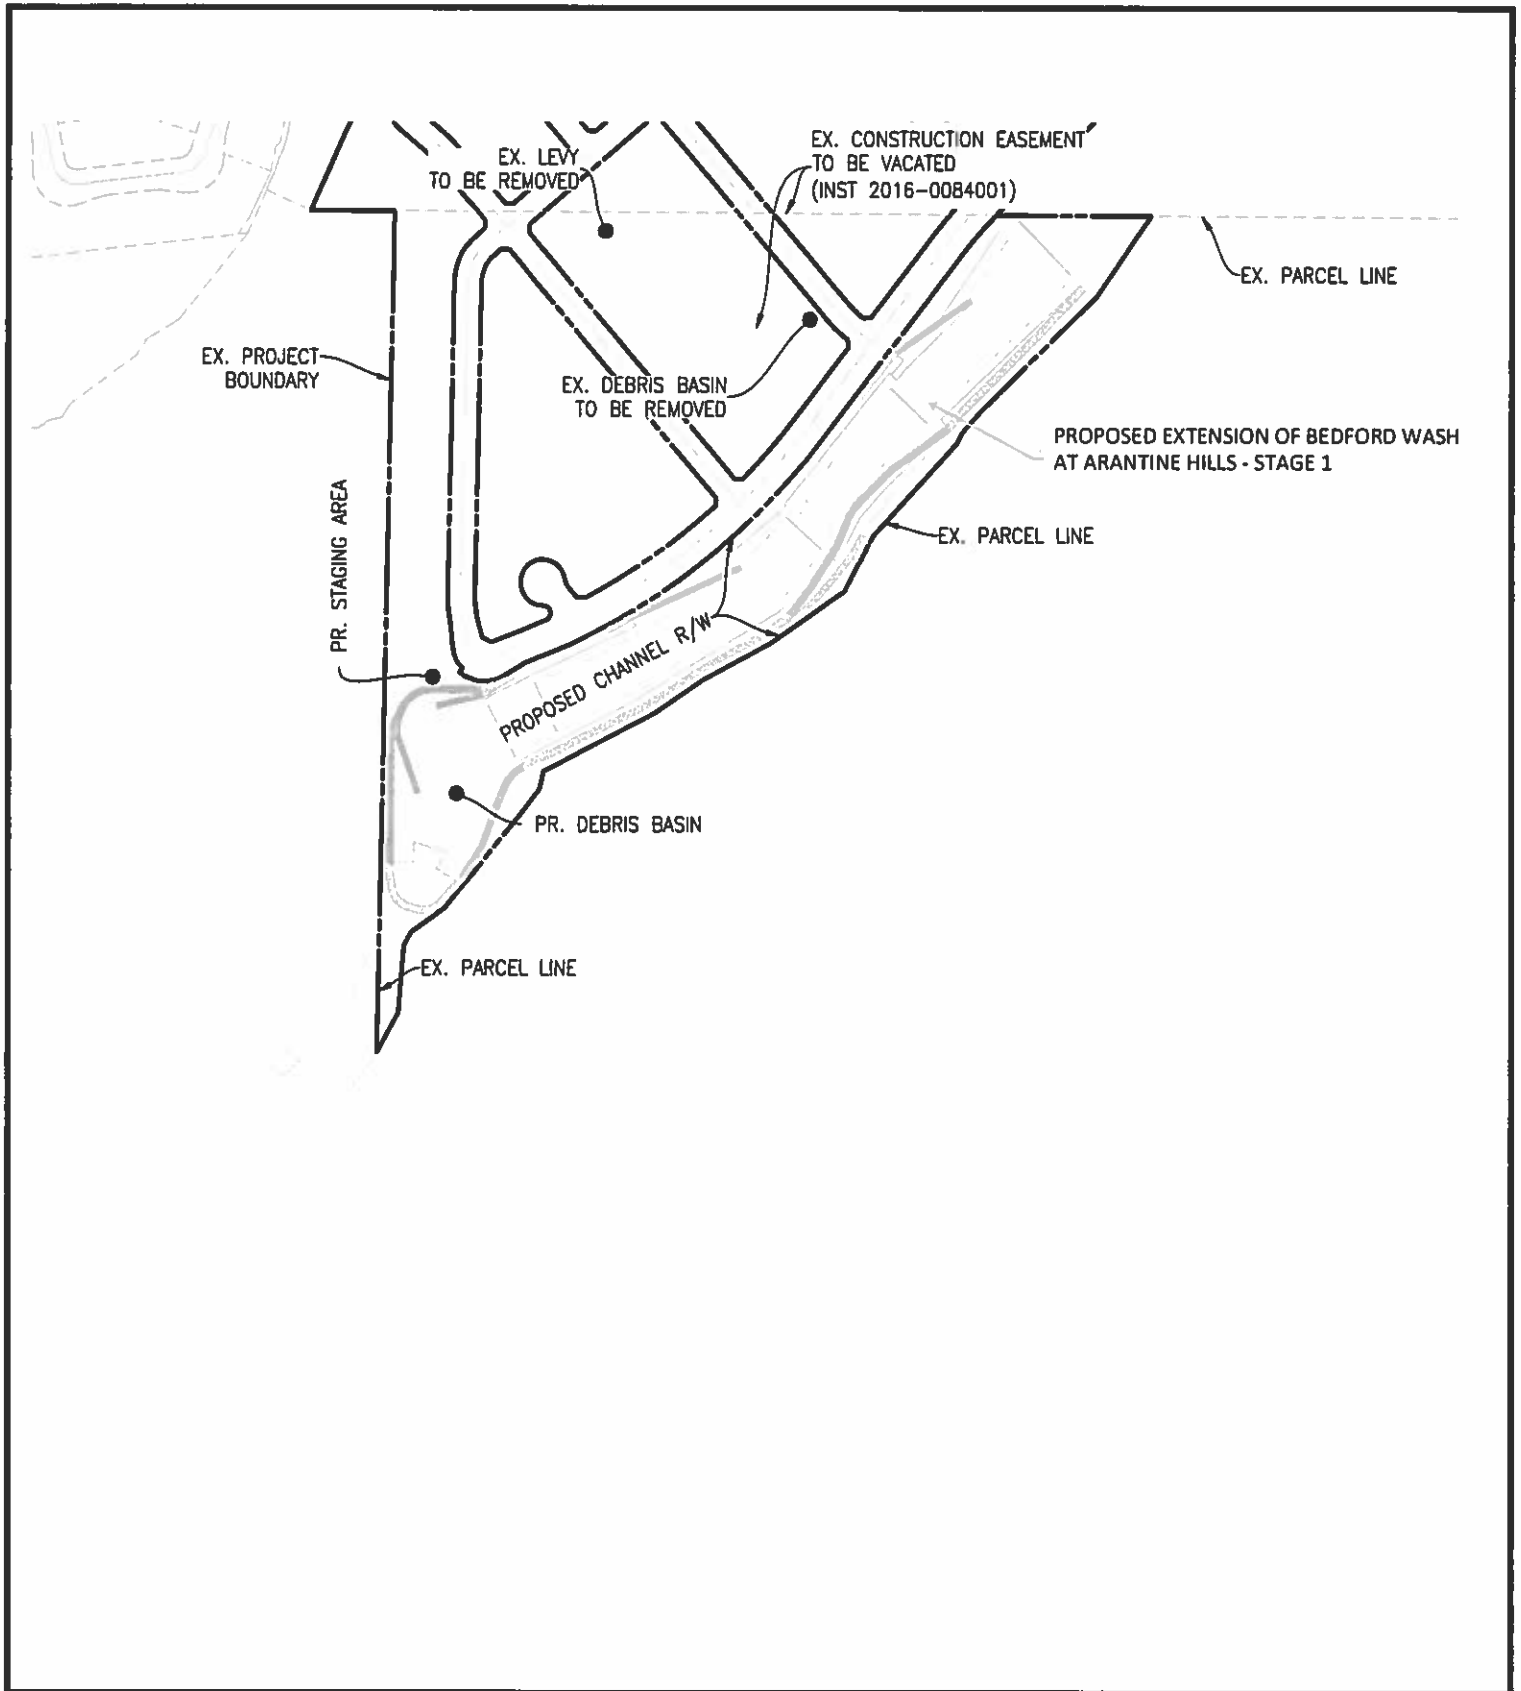 EX. CONSTRUCTION EASEMENT
TO BE VACATED
(INST 2016-0084001)
EX. LEVY
TO BE REMOVED
EX. PARCEL LINE
EX. PROJECT
BOUNDARY
EX. DEBRIS BASIN
TO BE REMOVED
PROPOSED EXTENSION OF BEDFORD WASH
AT ARANTINE HILLS - STAGE 1
EX. PARCEL LINE
PR. STAGING AREA
PROPOSED CHANNEL R/W
PR. DEBRIS BASIN
EX. PARCEL LINE